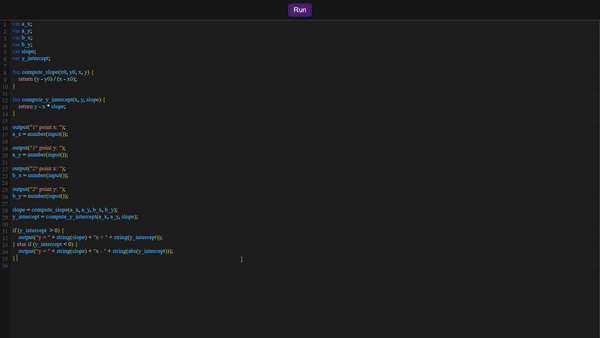 Run
1 var a_x;
2 var a_y;
3 var b_x;
4 var b_y;
5 var slope;
6 var y_intercept;
7
8 fnc compute_slope(x0, y0, x, y) {
9 return (y - y0) / (x - x0);
10 }
11
12 fnc compute_y_intercept(x, y, slope) {
13 return y - x * slope;
14 }
15
16 output("1° point x: ");
17 a_x = number(input());
18
19 output("1° point y: ");
20 a_y = number(input());
21
22 output("2° point x: ");
23 b_x = number(input());
24
25 output("2° point y: ");
26 b_y = number(input());
27
28 slope = compute_slope(a_x, a_y, b_x, b_y);
29 y_intercept = compute_y_intercept(a_x, a_y, slope);
30
31 if (y_intercept > 0) {
32 output("y = " + string(slope) + "x + " + string(y_intercept));
33 } else if (y_intercept < 0) {
34 output("y = " + string(slope) + "x - " + string(abs(y_intercept)));
35 }
36